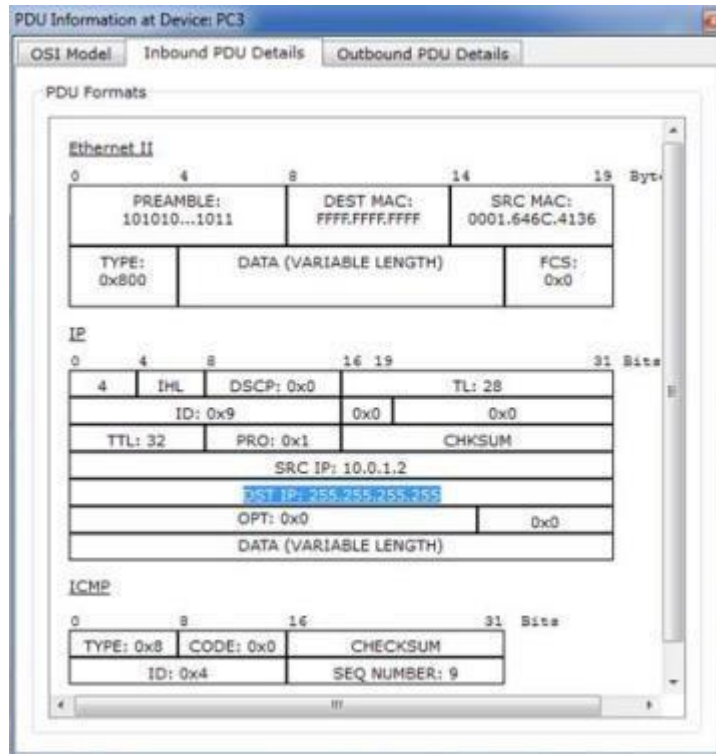 PDU Information at Device: PC3
OSI Model Inbound PDU Details Outbound PDU Details
PDU Formats
Ethernet II
0 4 8 14 19 Byt
PREAMBLE: DEST MAC: SRC MAC:
101010...1011 FFFF.FFFF.FFFF 0001.646C.4136
TYPE: DATA (VARIABLE LENGTH) FCS:
0x800 0x0
IP
0 4 8 16 19 31 Bits
4 IHL DSCP: 0x0 TL: 28
ID: 0x9 0x0 0x0
TTL: 32 PRO: 0x1 CHKSUM
SRC IP: 10.0.1.2
DST IP: 255.255.255.255
OPT: 0x0 0x0
DATA (VARIABLE LENGTH)
ICMP
0 8 16 31 Bits
TYPE: 0x8 CODE: 0x0 CHECKSUM
ID: 0x4 SEQ NUMBER: 9